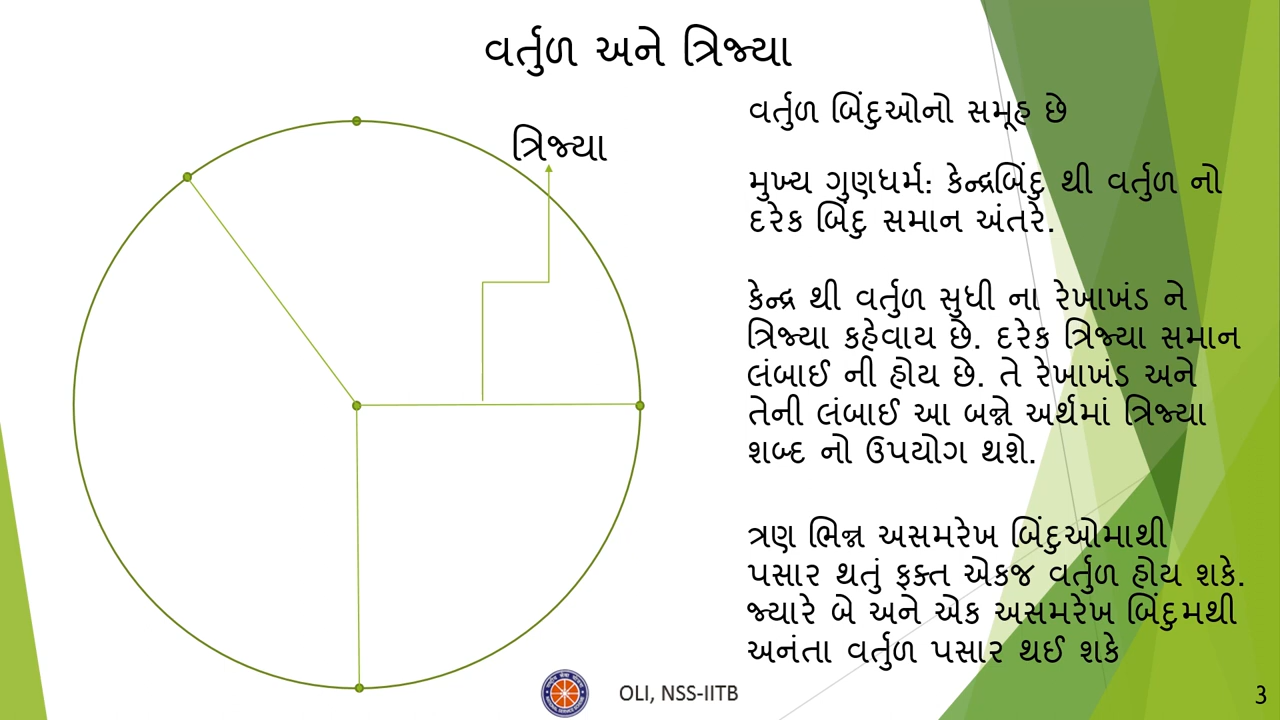 વર્તુળ અને ત્રિજ્યા
ત્રિજ્યા
વર્તુળ બિંદુઓનો સમૂહ છે
મુખ્ય ગુણધર્મ: કેન્દ્રબિંદુ થી વર્તુળ નો
દરેક બિંદુ સમાન અંતરે.
કેન્દ્ર થી વર્તુળ સુધી ના રેખાખંડ ને
ત્રિજ્યા કહેવાય છે. દરેક ત્રિજ્યા સમાન
લંબાઈ ની હોય છે. તે રેખાખંડ અને
તેની લંબાઈ આ બન્ને અર્થમાં ત્રિજ્યા
શબ્દ નો ઉપયોગ થશે.
ત્રણ ભિન્ન અસમરેખ બિંદુઓમાથી
પસાર થતું ફક્ત એકજ વર્તુળ હોય શકે.
જ્યારે બે અને એક અસમરેખ બિંદુમથી
અનંતા વર્તુળ પસાર થઈ શકે
OLI, NSS-IITB
3